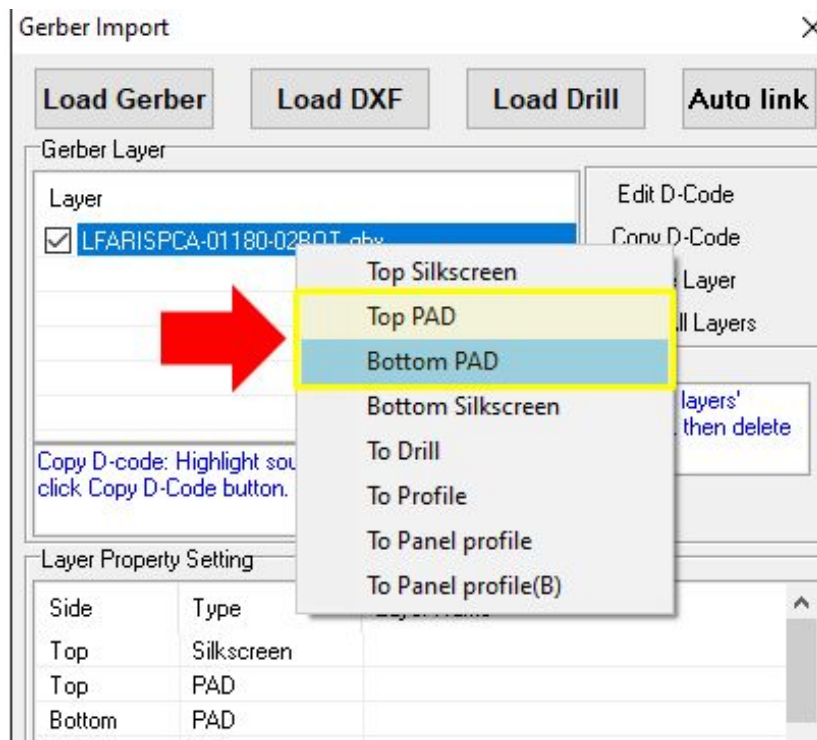 Gerber Import
Load Gerber
Load DXF
Load Drill
Auto link
Gerber Layer
Layer
LFARISPCA-01180-02BOT.gbx
Edit D-Code
Copy D-Code
Layer
All Layers
Top Silkscreen
Top PAD
Bottom PAD
Bottom Silkscreen
To Drill
To Profile
To Panel profile
To Panel profile(B)
layers'
then delete
Copy D-code: Highlight sou
click Copy D-Code button.
Layer Property Setting
Side Type
Top Silkscreen
Top PAD
Bottom PAD